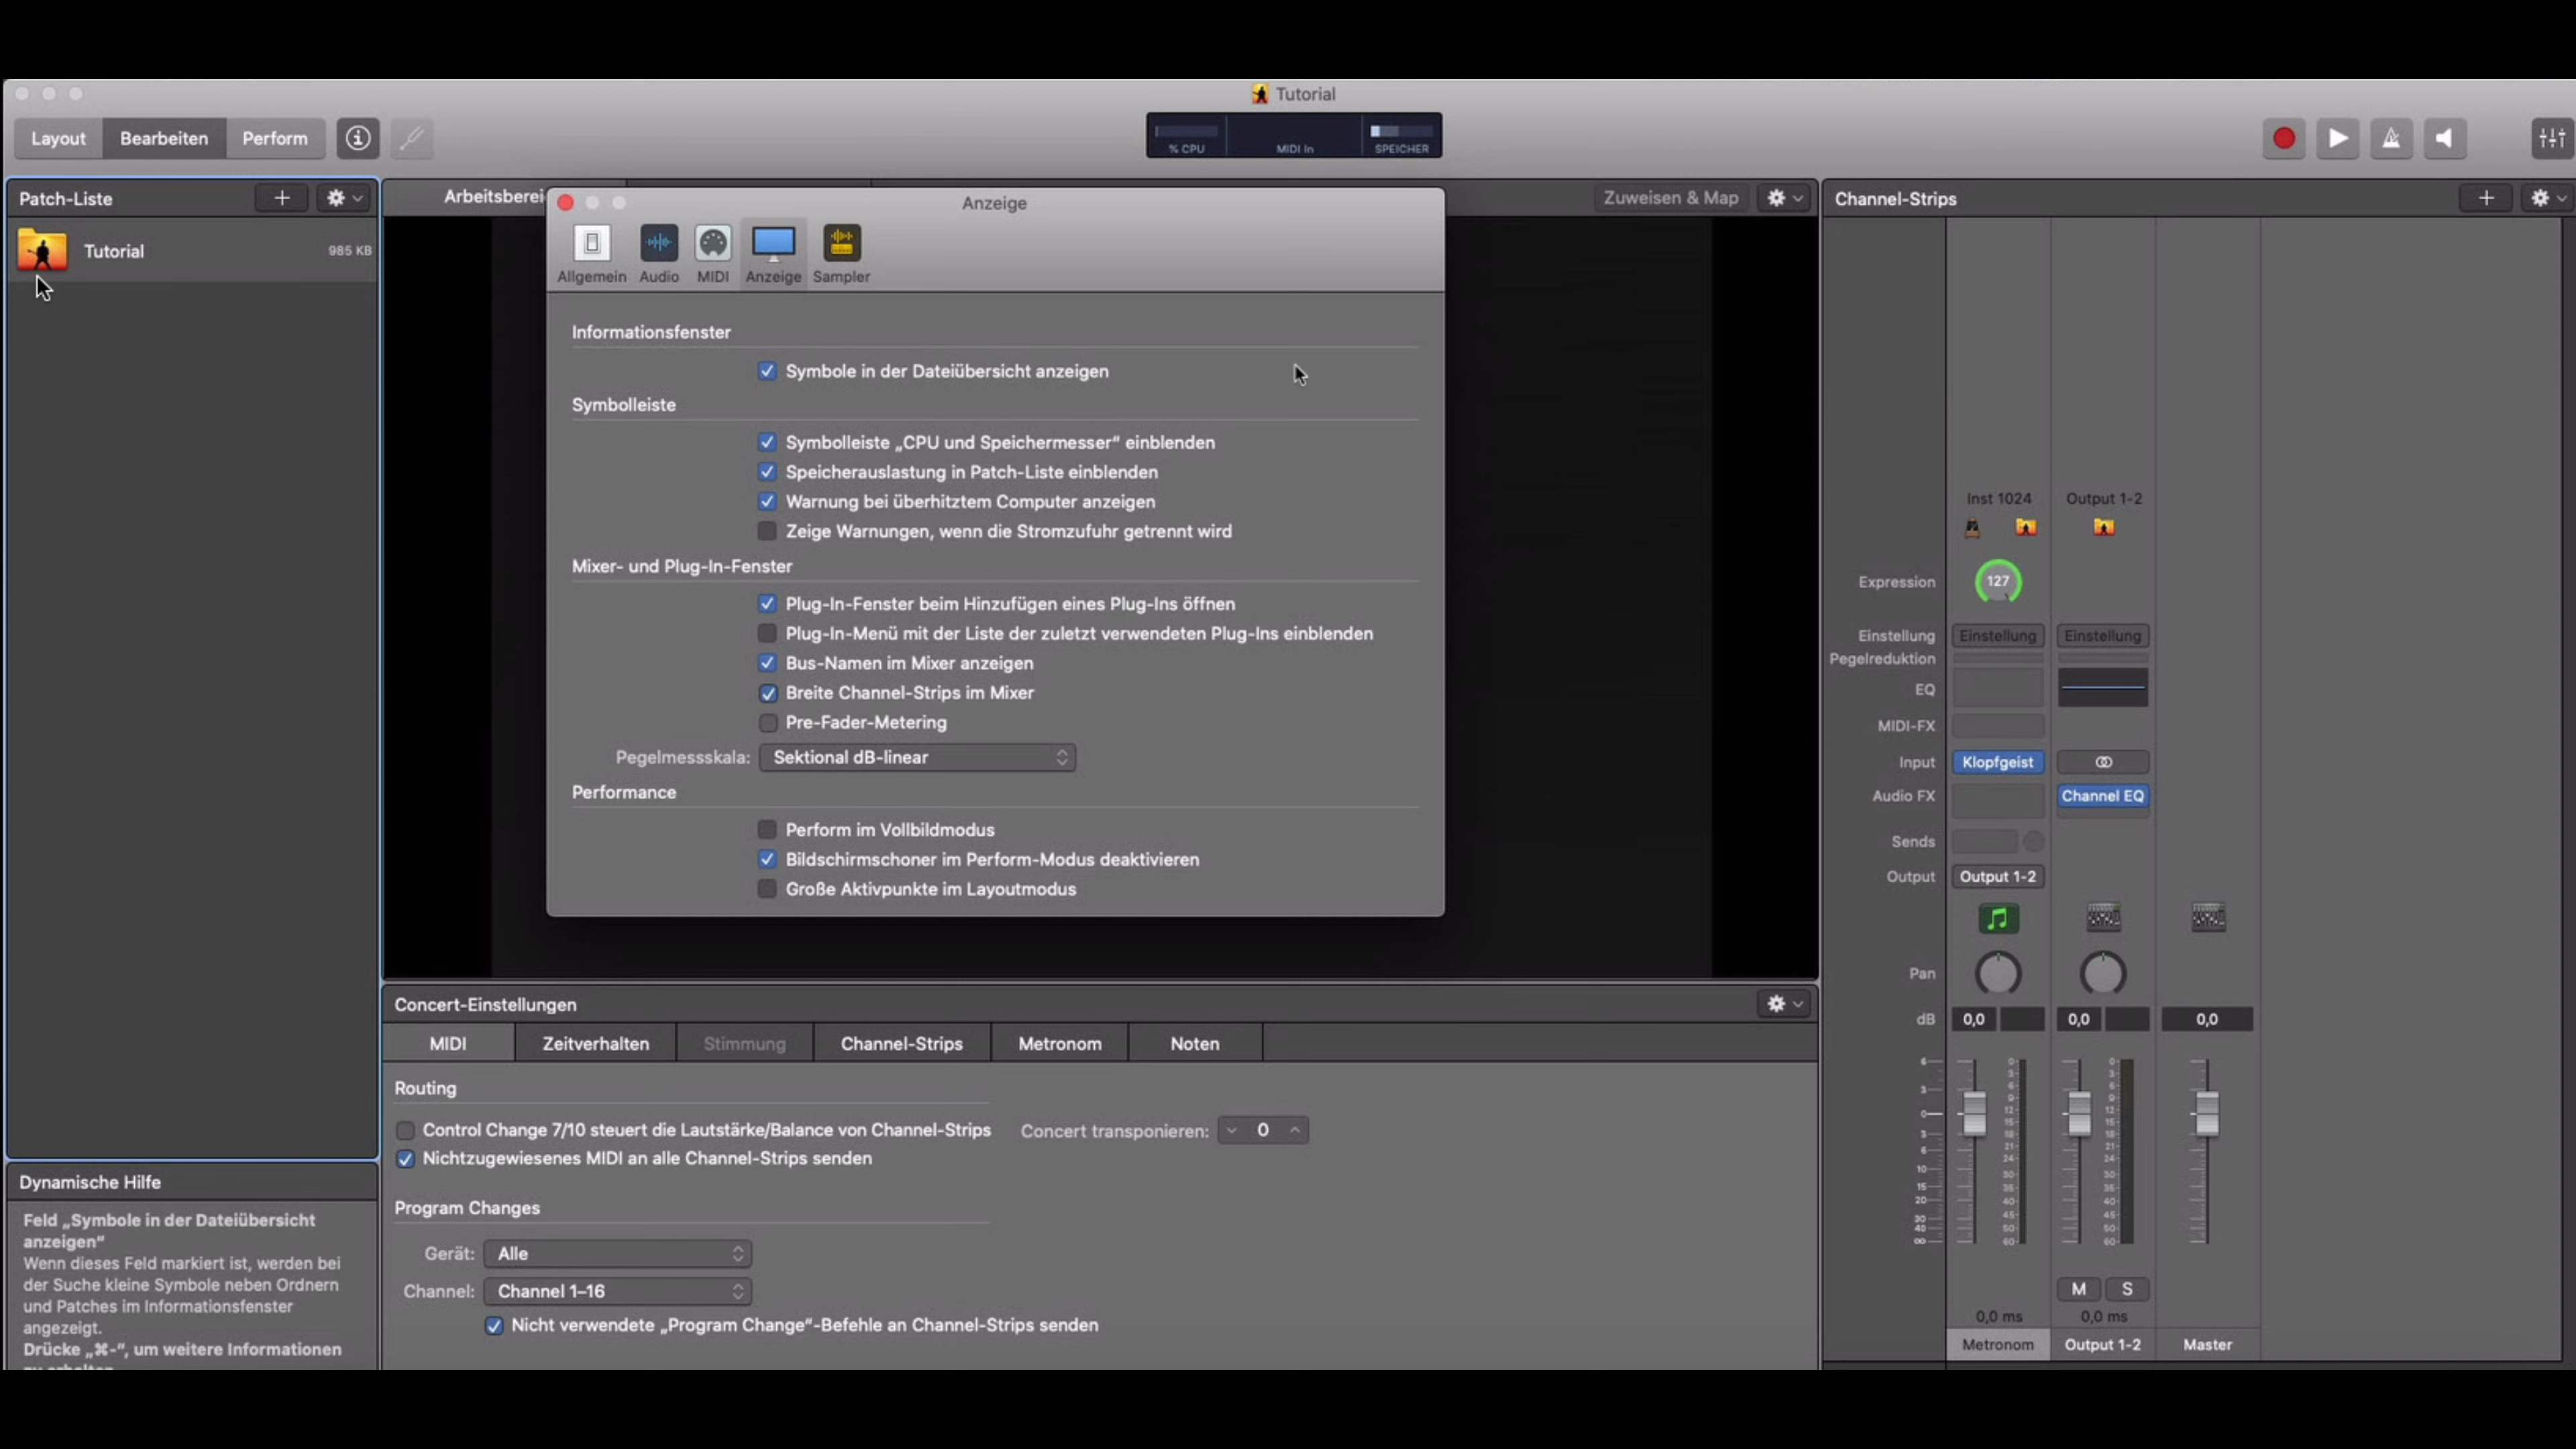 Tutorial
Layout
Bearbeiten
Perform
% CPU
MIDI In
SPEICHER
Patch-Liste
Tutorial
985 KB
Arbeitsberei
Zuweisen & Map
Anzeige
Allgemein
Audio
MIDI
Anzeige
Sampler
Informationsfenster
Symbole in der Dateiübersicht anzeigen
Symbolleiste
Symbolleiste „CPU und Speichermesser“ einblenden
Speicherauslastung in Patch-Liste einblenden
Warnung bei überhitztem Computer anzeigen
Zeige Warnungen, wenn die Stromzufuhr getrennt wird
Mixer- und Plug-In-Fenster
Plug-In-Fenster beim Hinzufügen eines Plug-Ins öffnen
Plug-In-Menü mit der Liste der zuletzt verwendeten Plug-Ins einblenden
Bus-Namen im Mixer anzeigen
Breite Channel-Strips im Mixer
Pre-Fader-Metering
Pegelmessskala: Sektional dB-linear
Performance
Perform im Vollbildmodus
Bildschirmschoner im Perform-Modus deaktivieren
Große Aktivpunkte im Layoutmodus
Concert-Einstellungen
MIDI
Zeitverhalten
Stimmung
Channel-Strips
Metronom
Noten
Routing
Control Change 7/10 steuert die Lautstärke/Balance von Channel-Strips
Concert transponieren: 0
Nichtzugewiesenes MIDI an alle Channel-Strips senden
Program Changes
Gerät: Alle
Channel: Channel 1–16
Nicht verwendete „Program Change“-Befehle an Channel-Strips senden
Dynamische Hilfe
Feld „Symbole in der Dateiübersicht
anzeigen“
Wenn dieses Feld markiert ist, werden bei
der Suche kleine Symbole neben Ordnern
und Patches im Informationsfenster
angezeigt.
Drücke „⌘-“, um weitere Informationen
Channel-Strips
Inst 1024
Output 1-2
Expression
127
Einstellung
Einstellung
Einstellung
Pegelreduktion
EQ
MIDI-FX
Input
Klopfgeist
Audio FX
Channel EQ
Sends
Output
Output 1-2
Pan
dB
0,0
0,0
0,0
M
S
0,0 ms
0,0 ms
Metronom
Output 1-2
Master